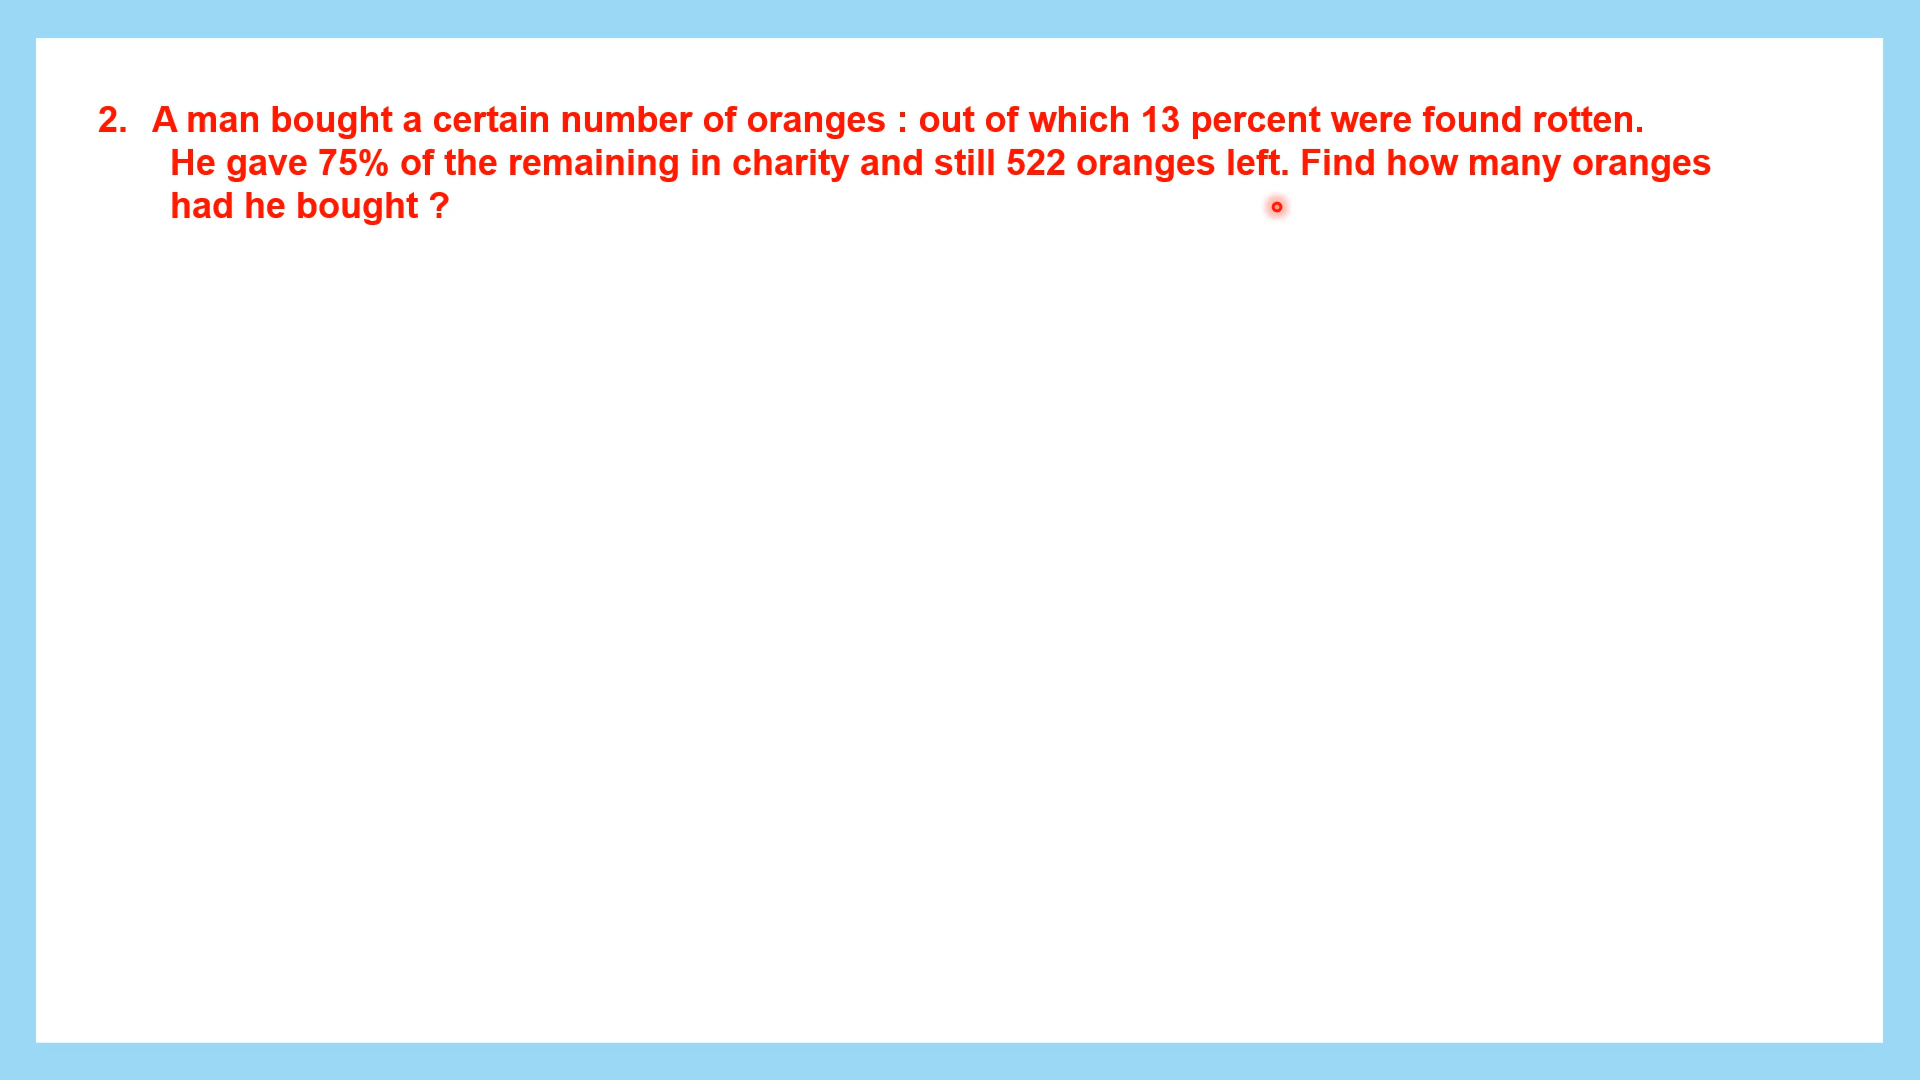 2. A man bought a certain number of oranges : out of which 13 percent were found rotten.
He gave 75% of the remaining in charity and still 522 oranges left. Find how many oranges
had he bought ?